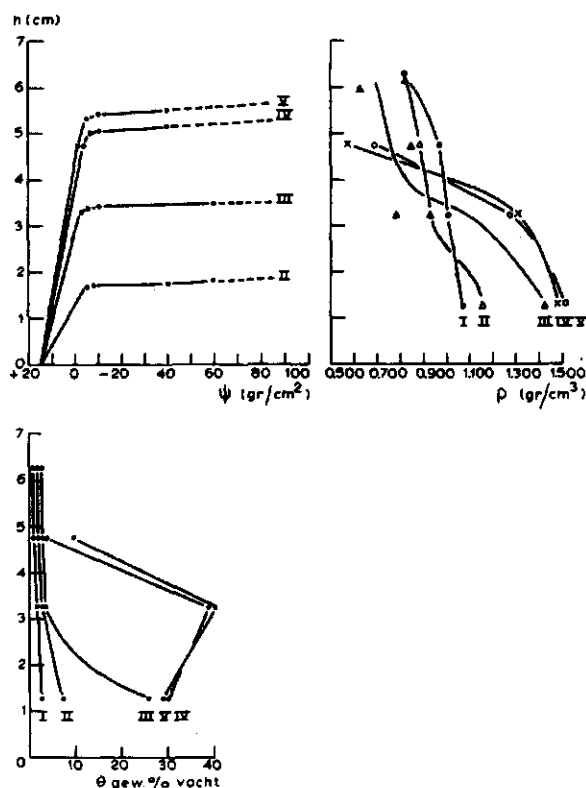 h (cm)
7
6
5
4
3
2
1
0
V
IV
III
II
+20 0 -20 40 60 80 100
ψ (gr/cm²)
I II III IV V
0.500 0.700 0.900 1.100 1.300 1.500
ρ (gr/cm³)
7
6
5
4
3
2
1
0
I II III V IV
10 20 30 40
θ gew. % vocht